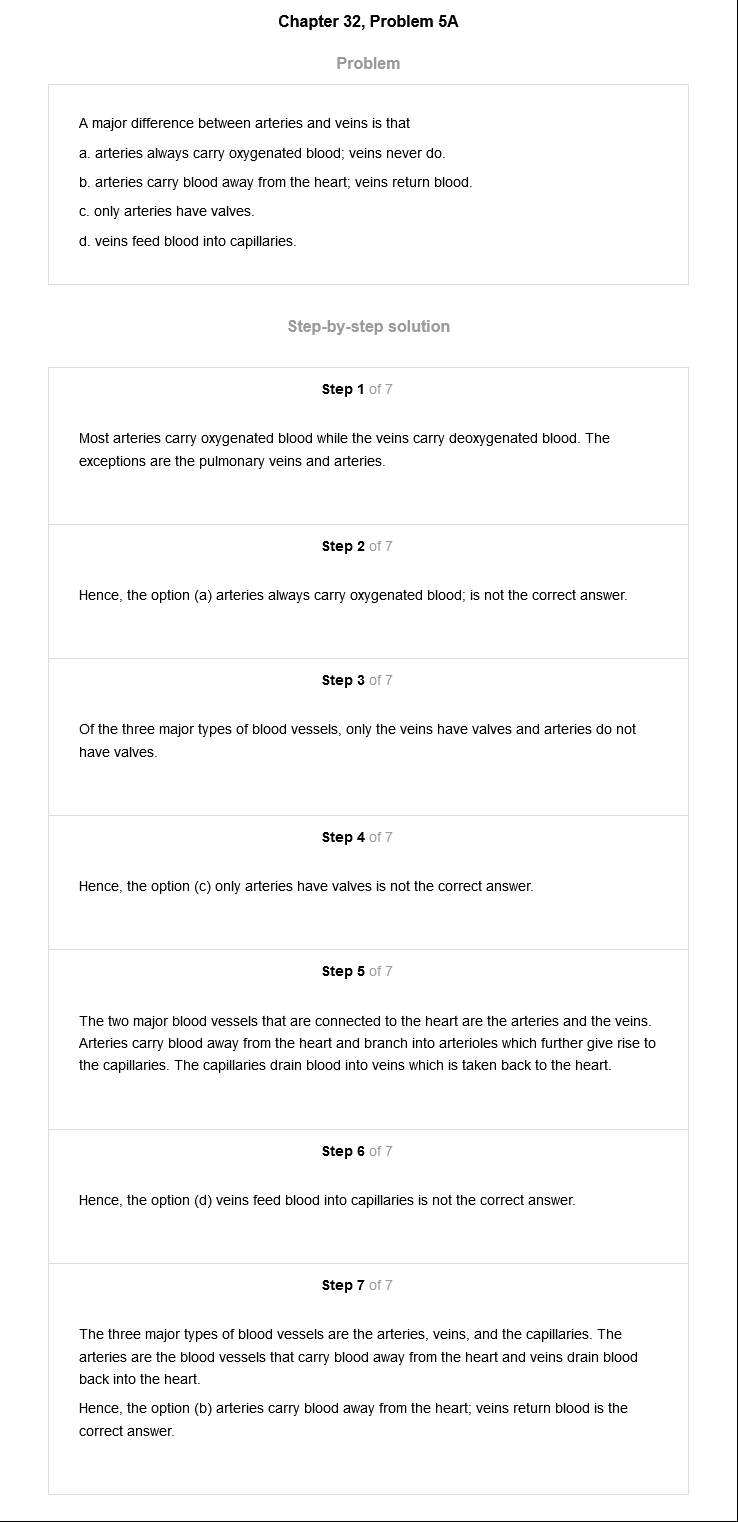 Chapter 32, Problem 5A
Problem
A major difference between arteries and veins is that
a. arteries always carry oxygenated blood; veins never do.
b. arteries carry blood away from the heart; veins return blood.
c. only arteries have valves.
d. veins feed blood into capillaries.
Step-by-step solution
Step 1 of 7
Most arteries carry oxygenated blood while the veins carry deoxygenated blood. The
exceptions are the pulmonary veins and arteries.
Step 2 of 7
Hence, the option (a) arteries always carry oxygenated blood; is not the correct answer.
Step 3 of 7
Of the three major types of blood vessels, only the veins have valves and arteries do not
have valves.
Step 4 of 7
Hence, the option (c) only arteries have valves is not the correct answer.
Step 5 of 7
The two major blood vessels that are connected to the heart are the arteries and the veins.
Arteries carry blood away from the heart and branch into arterioles which further give rise to
the capillaries. The capillaries drain blood into veins which is taken back to the heart.
Step 6 of 7
Hence, the option (d) veins feed blood into capillaries is not the correct answer.
Step 7 of 7
The three major types of blood vessels are the arteries, veins, and the capillaries. The
arteries are the blood vessels that carry blood away from the heart and veins drain blood
back into the heart.
Hence, the option (b) arteries carry blood away from the heart; veins return blood is the
correct answer.